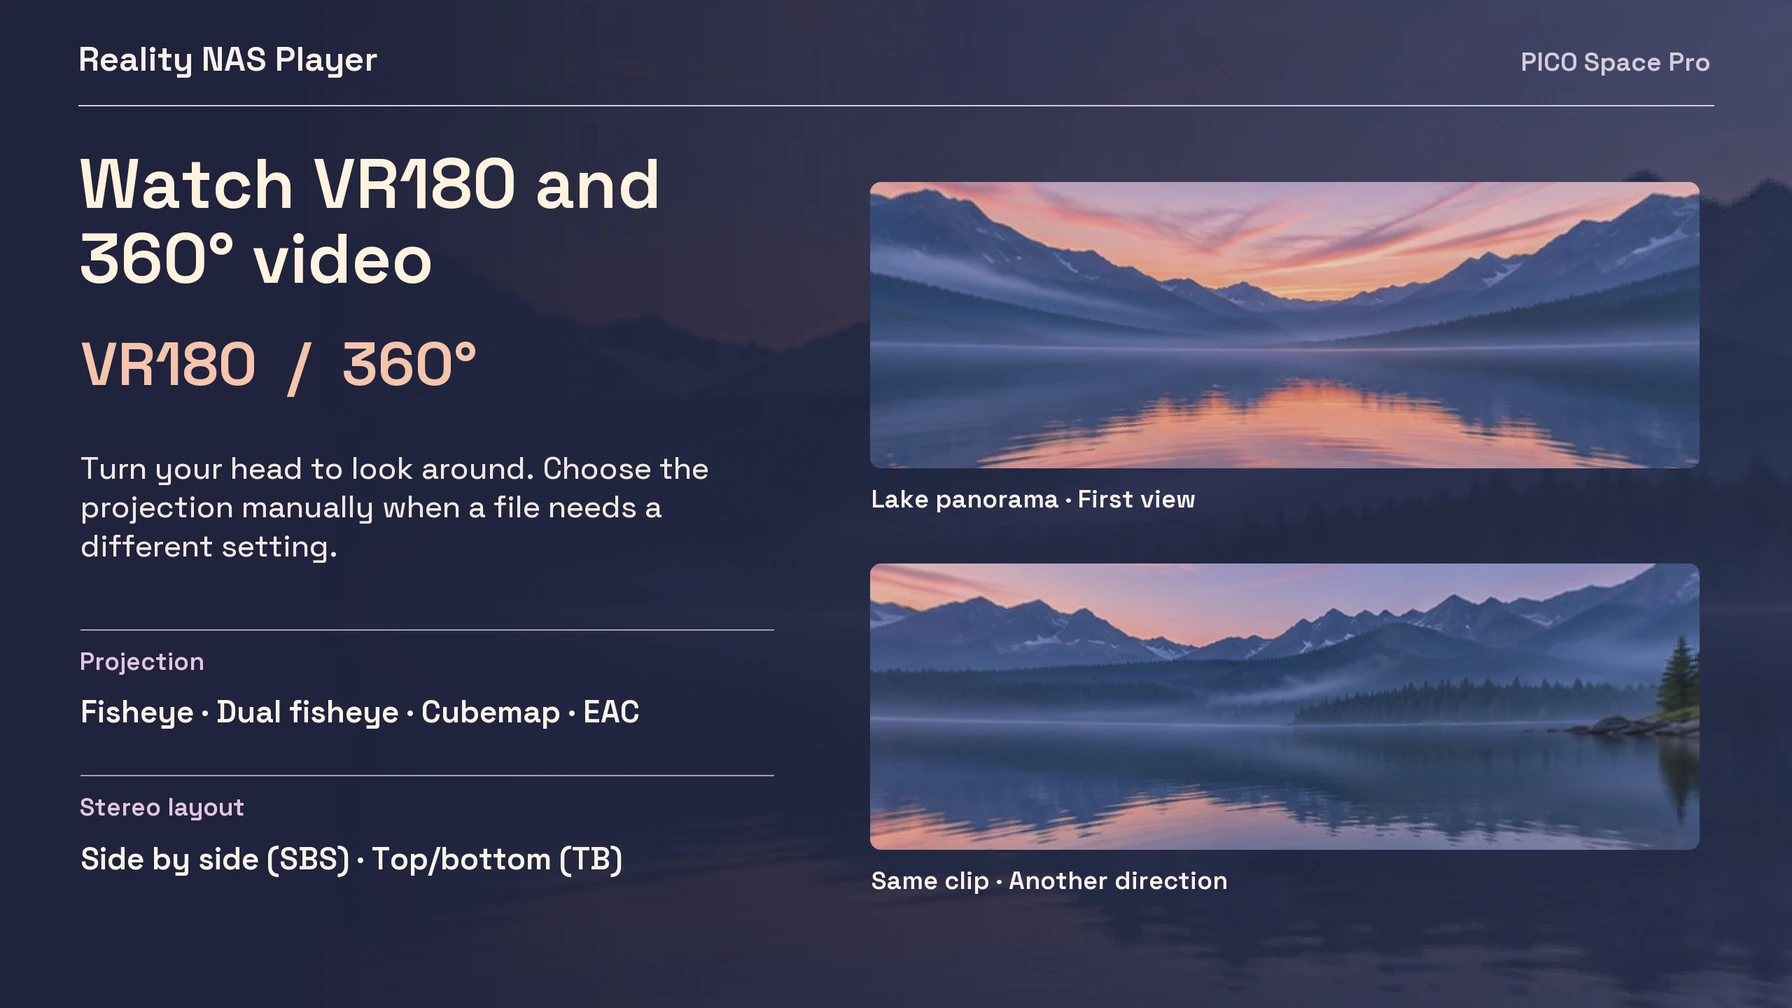 Reality NAS Player
PICO Space Pro
Watch VR180 and
360° video
VR180 / 360°
Turn your head to look around. Choose the
projection manually when a file needs a
different setting.
Projection
Fisheye · Dual fisheye · Cubemap · EAC
Stereo layout
Side by side (SBS) · Top/bottom (TB)
Lake panorama · First view
Same clip · Another direction